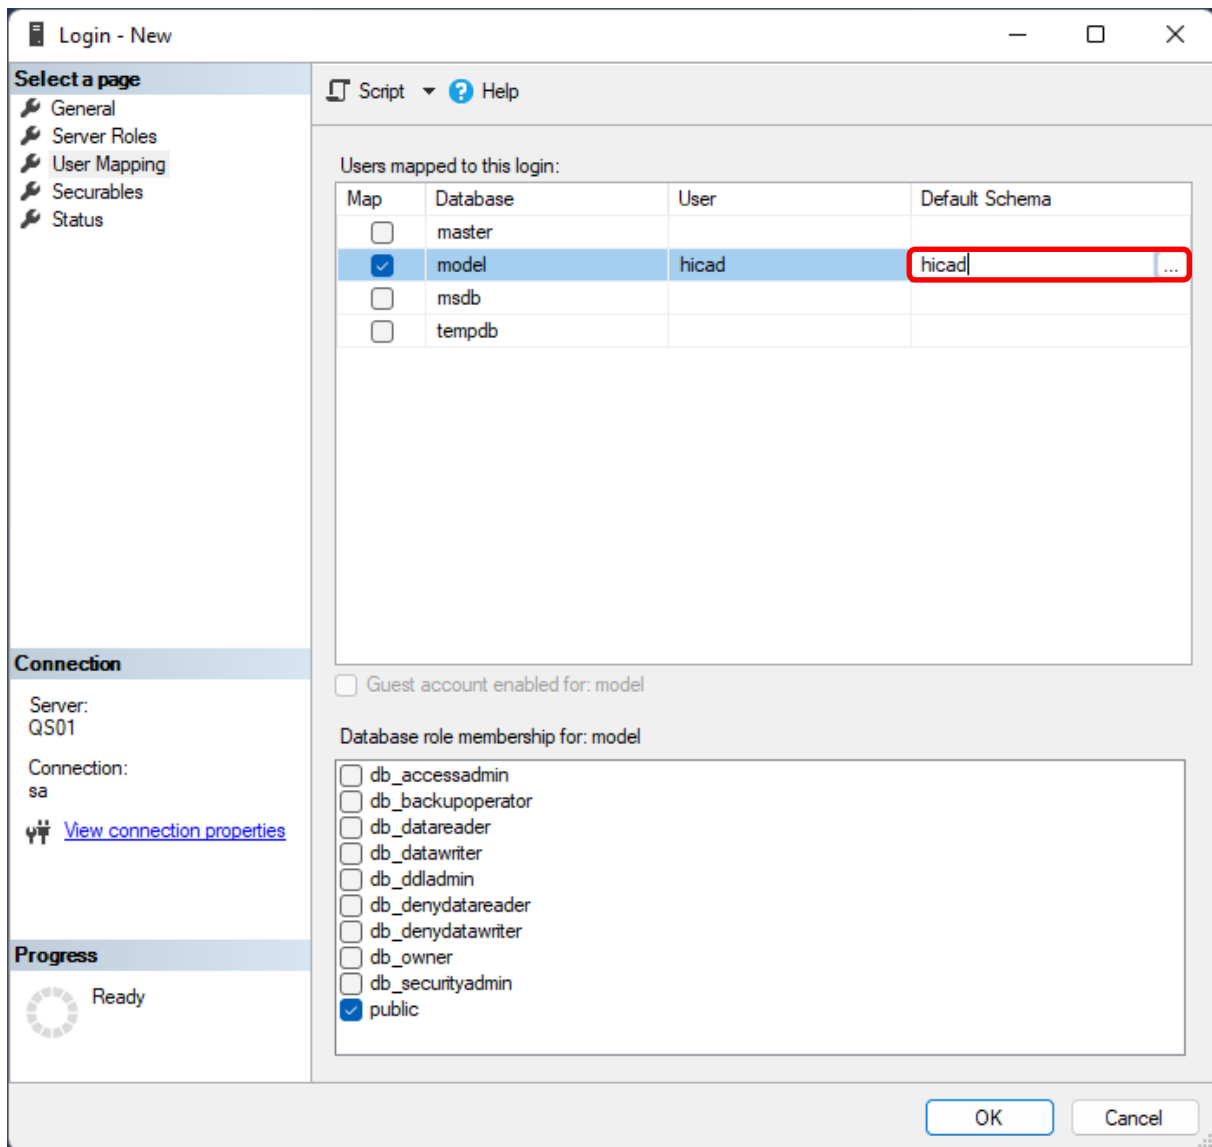 Login - New
Select a page
General
Server Roles
User Mapping
Securables
Status
Script Help
Users mapped to this login:
Map Database User Default Schema
master
model hicad hicad ...
msdb
tempdb
Guest account enabled for: model
Database role membership for: model
db_accessadmin
db_backupoperator
db_datareader
db_datawriter
db_ddladmin
db_denydatareader
db_denydatawriter
db_owner
db_securityadmin
public
Connection
Server:
QS01
Connection:
sa
View connection properties
Progress
Ready
OK Cancel